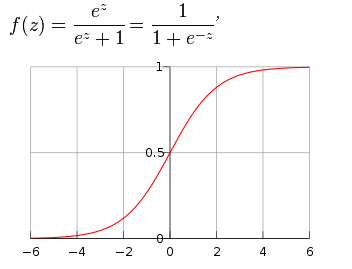 f(z) = e^z / (e^z + 1) = 1 / (1 + e^−z) ,
1
0.5
0
−6 −4 −2 0 2 4 6